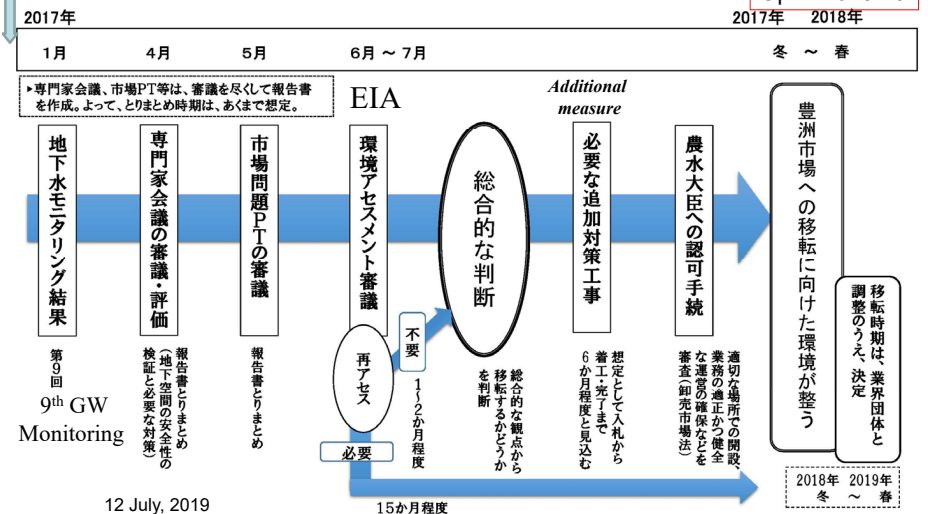 2017年
2017年 2018年
1月
4月
5月
6月 ~ 7月
冬 ~ 春
▸専門家会議、市場PT等は、審議を尽くして報告書
を作成。よって、とりまとめ時期は、あくまで想定。
EIA
Additional
measure
地下水モニタリング結果
専門家会議の審議・評価
市場問題PTの審議
環境アセスメント審議
総合的な判断
必要な追加対策工事
農水大臣への認可手続
豊洲市場への移転に向けた環境が整う
移転時期は、業界団体と
調整のうえ、決定
第9回
9th GW
Monitoring
報告書とりまとめ
(地下空間の安全性の
検証と必要な対策)
報告書とりまとめ
再アセス
不要
1~2か月程度
必要
15か月程度
総合的な観点から
移転するかどうか
を判断
想定として入札から
着工・完了まで
6か月程度と見込む
適切な場所での開設、
業務の適正かつ健全
な運営の確保などを
審査(卸売市場法)
2018年 2019年
冬 ~ 春
12 July, 2019